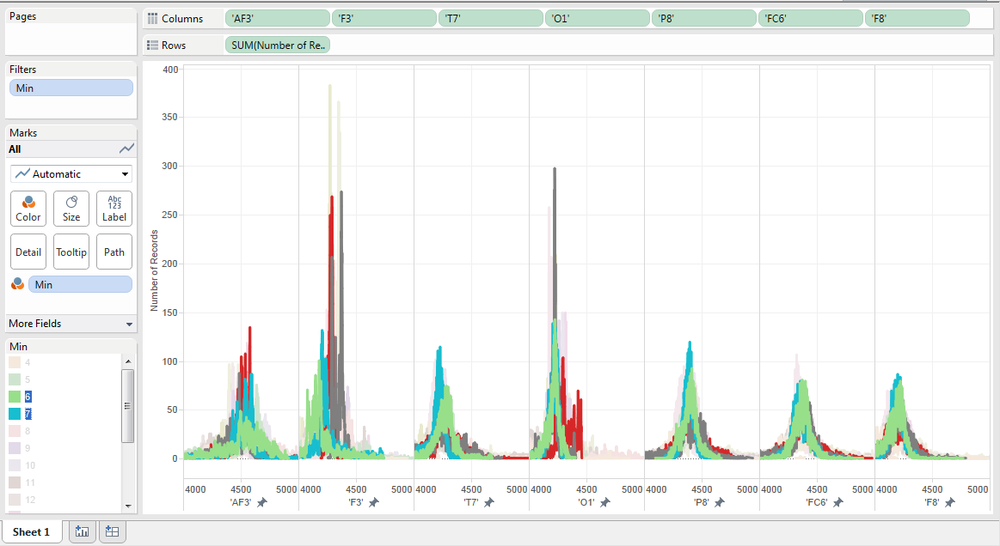 Pages
Columns 'AF3' 'F3' 'T7' 'O1' 'P8' 'FC6' 'F8'
Rows SUM(Number of Re..
Filters
Min
Marks
All
Automatic
Color Size Abc 123 Label
Detail Tooltip Path
Min
More Fields
Min
4
5
6
7
8
9
10
11
12
Number of Records
400
350
300
250
200
150
100
50
0
4000 4500 5000 4000 4500 5000 4000 4500 5000 4000 4500 5000 4000 4500 5000 4000 4500 5000 4000 4500 5000
'AF3' 'F3' 'T7' 'O1' 'P8' 'FC6' 'F8'
Sheet 1